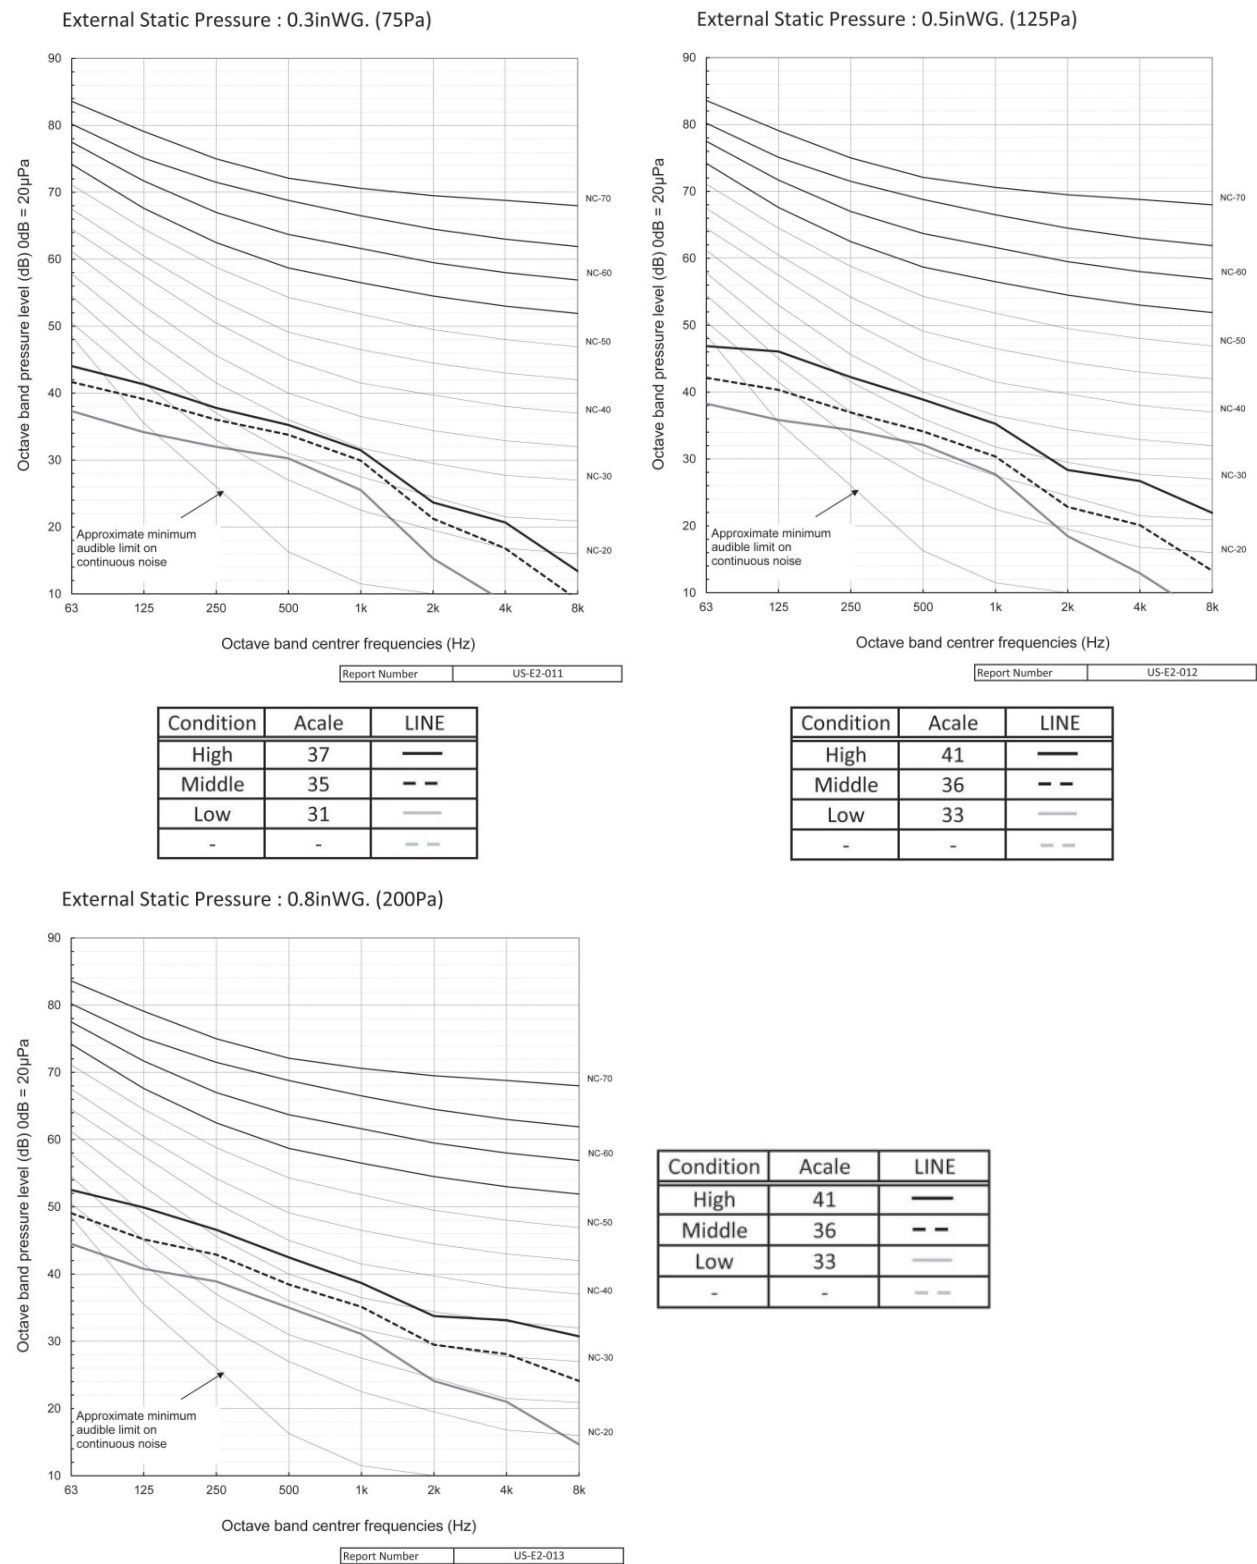 External Static Pressure : 0.3inWG. (75Pa)
Octave band pressure level (dB) 0dB = 20μPa
90
80
70
60
50
40
30
20
10
NC-70
NC-60
NC-50
NC-40
NC-30
NC-20
Approximate minimum
audible limit on
continuous noise
63 125 250 500 1k 2k 4k 8k
Octave band centrer frequencies (Hz)
Report Number US-E2-011
Condition Acale LINE
High 37
Middle 35
Low 31
- -
External Static Pressure : 0.5inWG. (125Pa)
Octave band pressure level (dB) 0dB = 20μPa
90
80
70
60
50
40
30
20
10
NC-70
NC-60
NC-50
NC-40
NC-30
NC-20
Approximate minimum
audible limit on
continuous noise
63 125 250 500 1k 2k 4k 8k
Octave band centrer frequencies (Hz)
Report Number US-E2-012
Condition Acale LINE
High 41
Middle 36
Low 33
- -
External Static Pressure : 0.8inWG. (200Pa)
Octave band pressure level (dB) 0dB = 20μPa
90
80
70
60
50
40
30
20
10
NC-70
NC-60
NC-50
NC-40
NC-30
NC-20
Approximate minimum
audible limit on
continuous noise
63 125 250 500 1k 2k 4k 8k
Octave band centrer frequencies (Hz)
Report Number US-E2-013
Condition Acale LINE
High 41
Middle 36
Low 33
- -